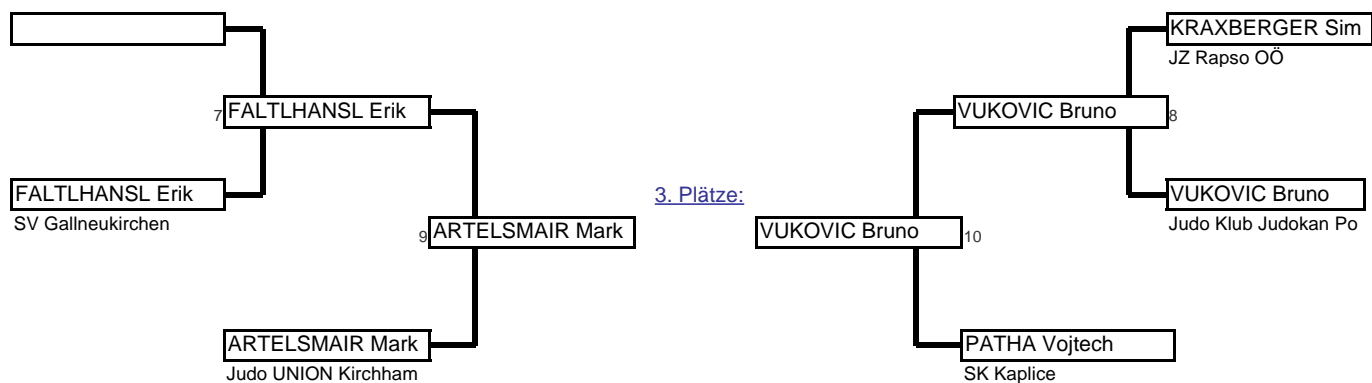 KRAXBERGER Sim
JZ Rapso OÖ
7 FALTLHANSL Erik
VUKOVIC Bruno 8
FALTLHANSL Erik
SV Gallneukirchen
3. Plätze:
VUKOVIC Bruno
Judo Klub Judokan Po
9 ARTELSMAIR Mark
VUKOVIC Bruno 10
ARTELSMAIR Mark
Judo UNION Kirchham
PATHA Vojtech
SK Kaplice